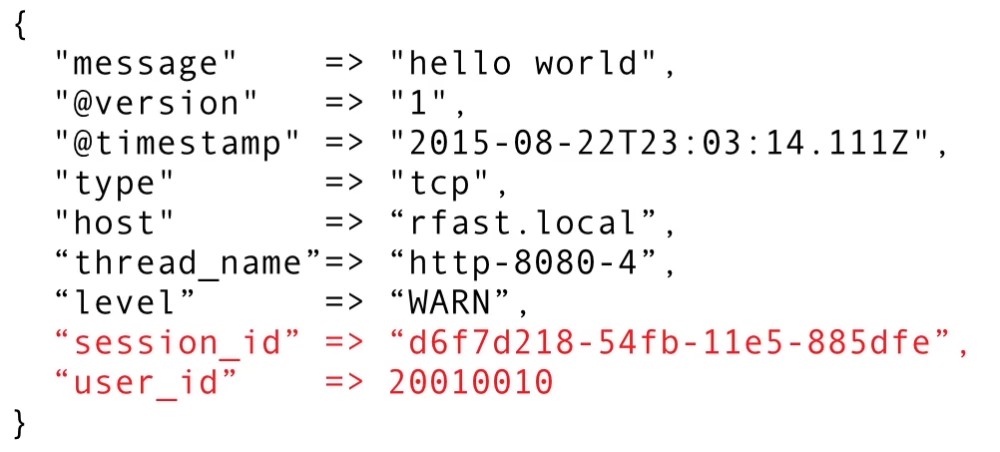 {
  "message"    => "hello world",
  "@version"   => "1",
  "@timestamp" => "2015-08-22T23:03:14.111Z",
  "type"       => "tcp",
  "host"       => “rfast.local”,
  “thread_name”=> “http-8080-4”,
  “level”      => “WARN”,
  “session_id” => “d6f7d218-54fb-11e5-885dfe”,
  “user_id”    => 20010010
}